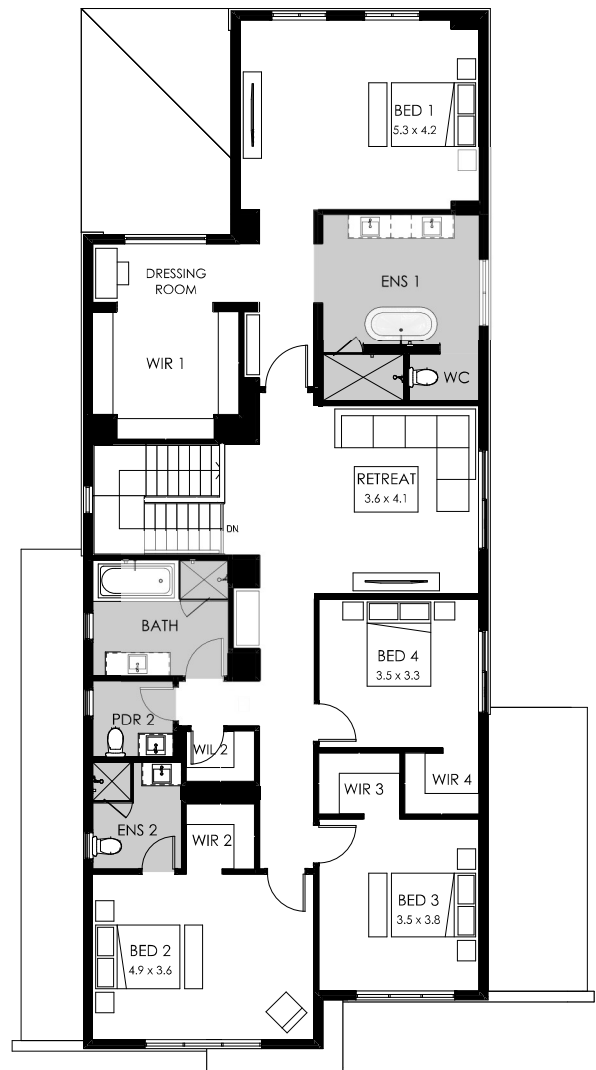 BED 1
5.3 x 4.2
DRESSING
ROOM
ENS 1
WIR 1
WC
RETREAT
3.6 x 4.1
DN
BATH
BED 4
3.5 x 3.3
PDR 2
WIL 2
WIR 4
WIR 3
ENS 2
WIR 2
BED 3
3.5 x 3.8
BED 2
4.9 x 3.6